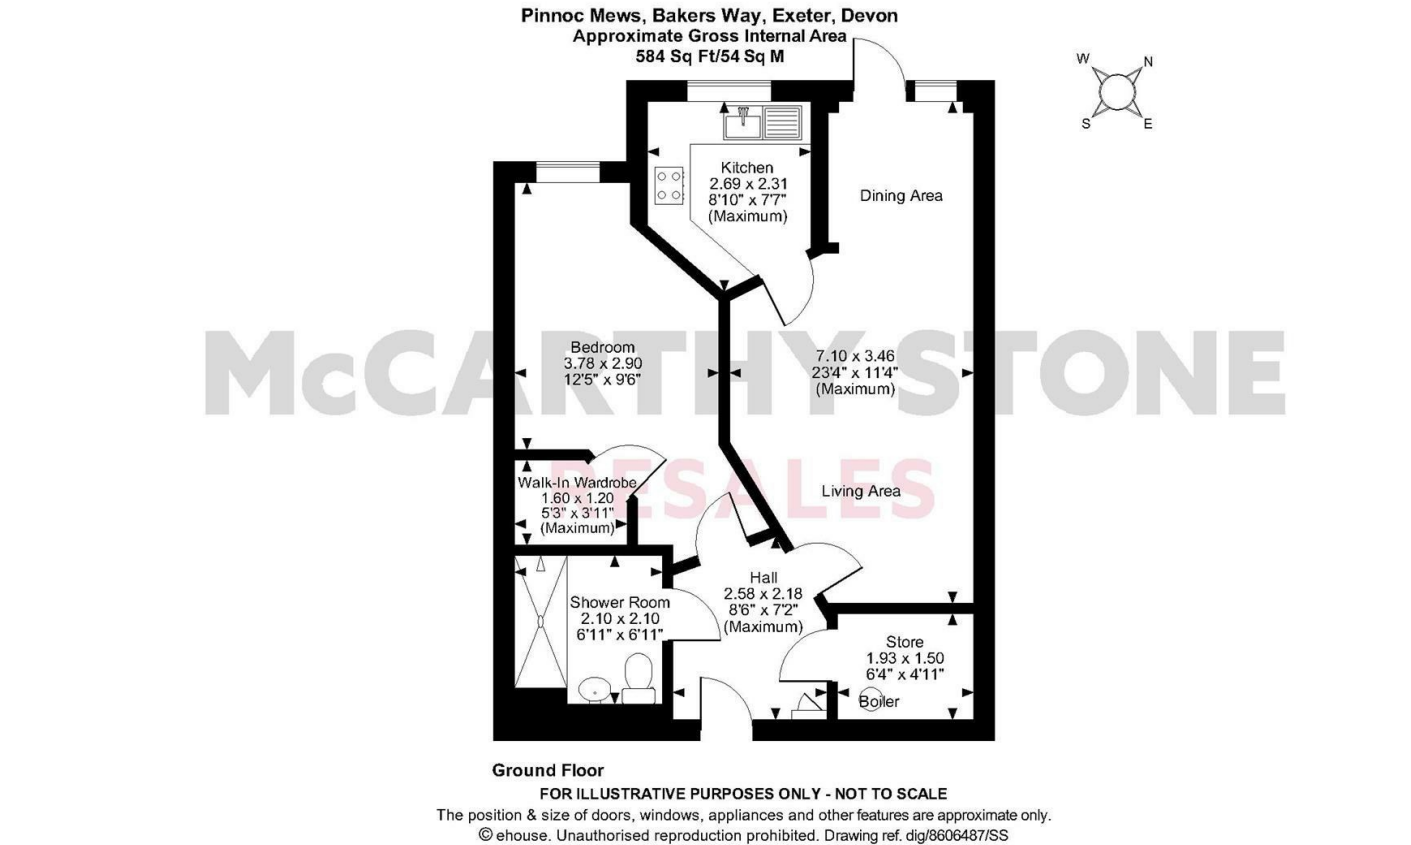 Pinnoc Mews, Bakers Way, Exeter, Devon
Approximate Gross Internal Area
584 Sq Ft/54 Sq M
W
N
S
E
Kitchen
2.69 x 2.31
8'10" x 7'7"
(Maximum)
Dining Area
Bedroom
3.78 x 2.90
12'5" x 9'6"
7.10 x 3.46
23'4" x 11'4"
(Maximum)
McCARTHY STONE
RESALES
Walk-In Wardrobe
1.60 x 1.20
5'3" x 3'11"
(Maximum)
Living Area
Hall
2.58 x 2.18
8'6" x 7'2"
(Maximum)
Shower Room
2.10 x 2.10
6'11" x 6'11"
Store
1.93 x 1.50
6'4" x 4'11"
Boiler
Ground Floor
FOR ILLUSTRATIVE PURPOSES ONLY - NOT TO SCALE
The position & size of doors, windows, appliances and other features are approximate only.
© ehouse. Unauthorised reproduction prohibited. Drawing ref. dig/8606487/SS